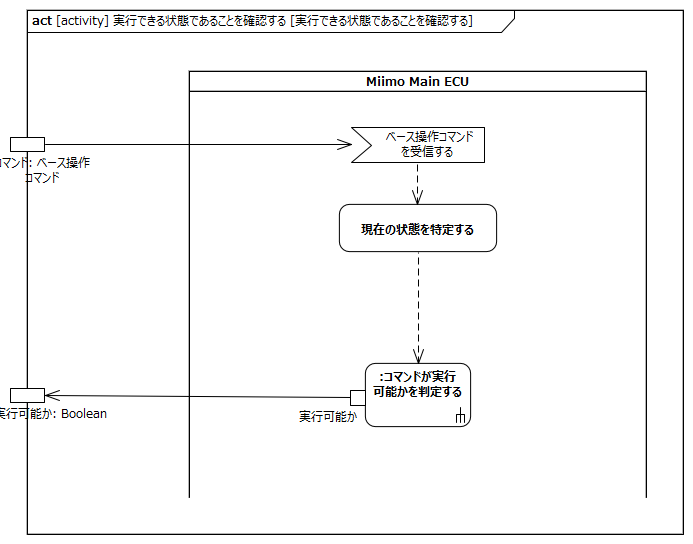 act [activity] 実行できる状態であることを確認する [実行できる状態であることを確認する]
Miimo Main ECU
ベース操作コマンド
を受信する
マンド: ベース操作
コマンド
現在の状態を特定する
:コマンドが実行
可能かを判定する
実行可能か
実行可能か: Boolean